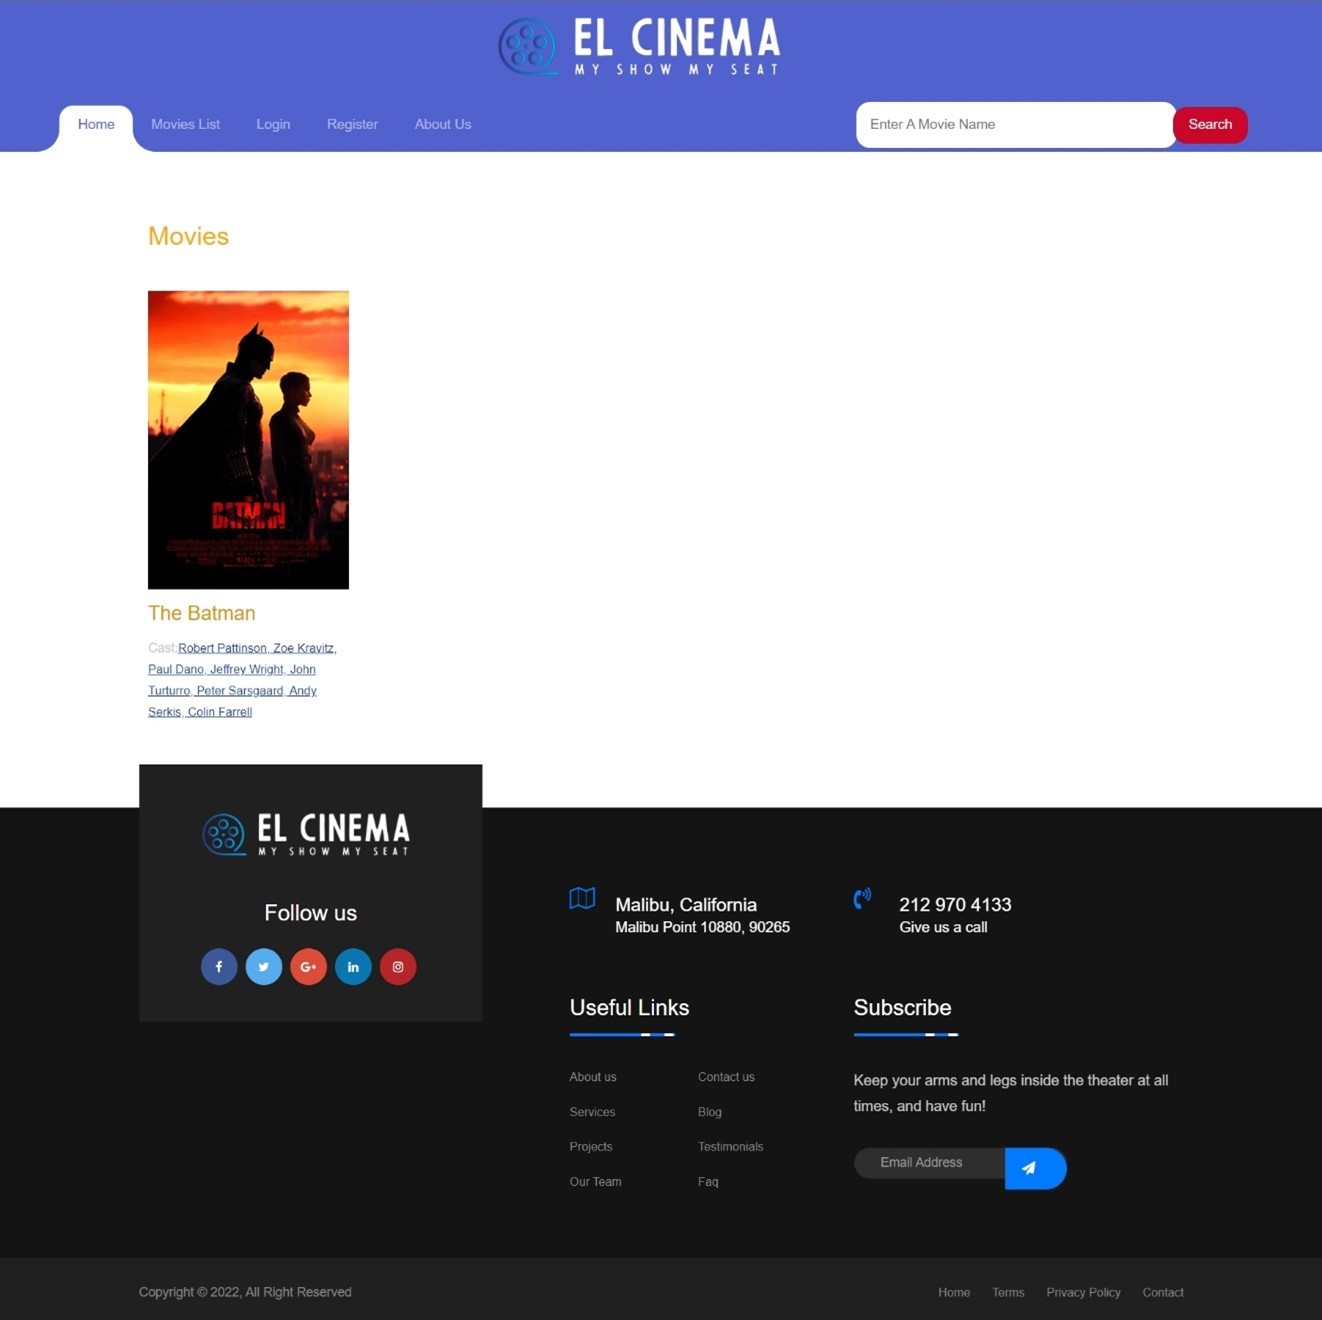 EL CINEMA
MY SHOW MY SEAT
Home Movies List Login Register About Us Enter A Movie Name Search
Movies
BATMAN
The Batman
Cast:Robert Pattinson, Zoe Kravitz,
Paul Dano, Jeffrey Wright, John
Turturro, Peter Sarsgaard, Andy
Serkis, Colin Farrell
EL CINEMA
MY SHOW MY SEAT
Follow us
Malibu, California
Malibu Point 10880, 90265
212 970 4133
Give us a call
Useful Links
About us Contact us
Services Blog
Projects Testimonials
Our Team Faq
Subscribe
Keep your arms and legs inside the theater at all
times, and have fun!
Email Address
Copyright © 2022, All Right Reserved
Home Terms Privacy Policy Contact